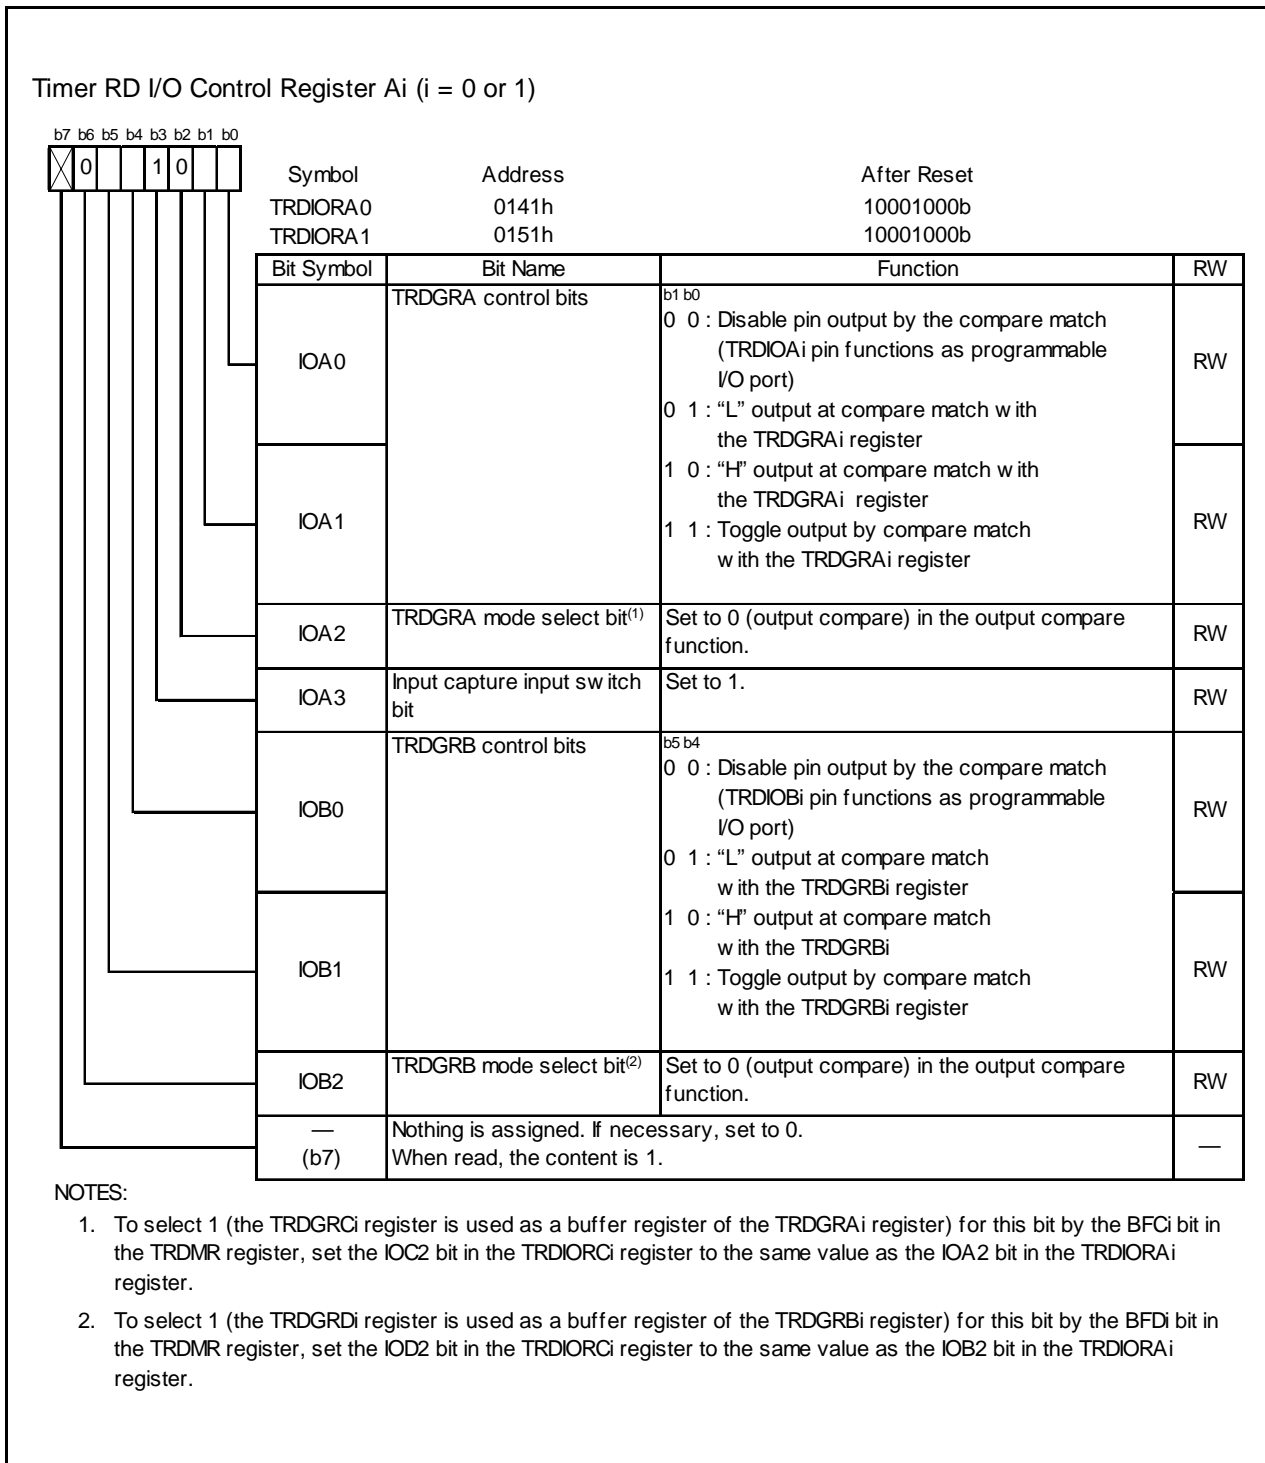 Timer RD I/O Control Register Ai (i = 0 or 1)
b7 b6 b5 b4 b3 b2 b1 b0
0 1 0
Symbol Address After Reset
TRDIORA0 0141h 10001000b
TRDIORA1 0151h 10001000b
Bit Symbol Bit Name Function RW
IOA0
TRDGRA control bits
b1 b0
0 0 : Disable pin output by the compare match
(TRDIOAi pin functions as programmable
I/O port)
0 1 : “L” output at compare match with
the TRDGRAi register
1 0 : “H” output at compare match with
the TRDGRAi register
1 1 : Toggle output by compare match
with the TRDGRAi register
RW
IOA1
RW
IOA2
TRDGRA mode select bit(1)
Set to 0 (output compare) in the output compare
function.
RW
IOA3
Input capture input switch
bit
Set to 1.
RW
IOB0
TRDGRB control bits
b5 b4
0 0 : Disable pin output by the compare match
(TRDIOBi pin functions as programmable
I/O port)
0 1 : “L” output at compare match
with the TRDGRBi register
1 0 : “H” output at compare match
with the TRDGRBi
1 1 : Toggle output by compare match
with the TRDGRBi register
RW
IOB1
RW
IOB2
TRDGRB mode select bit(2)
Set to 0 (output compare) in the output compare
function.
RW
—
(b7)
Nothing is assigned. If necessary, set to 0.
When read, the content is 1.
—
NOTES:
1. To select 1 (the TRDGRCi register is used as a buffer register of the TRDGRAi register) for this bit by the BFCi bit in
the TRDMR register, set the IOC2 bit in the TRDIORCi register to the same value as the IOA2 bit in the TRDIORAi
register.
2. To select 1 (the TRDGRDi register is used as a buffer register of the TRDGRBi register) for this bit by the BFDi bit in
the TRDMR register, set the IOD2 bit in the TRDIORCi register to the same value as the IOB2 bit in the TRDIORAi
register.